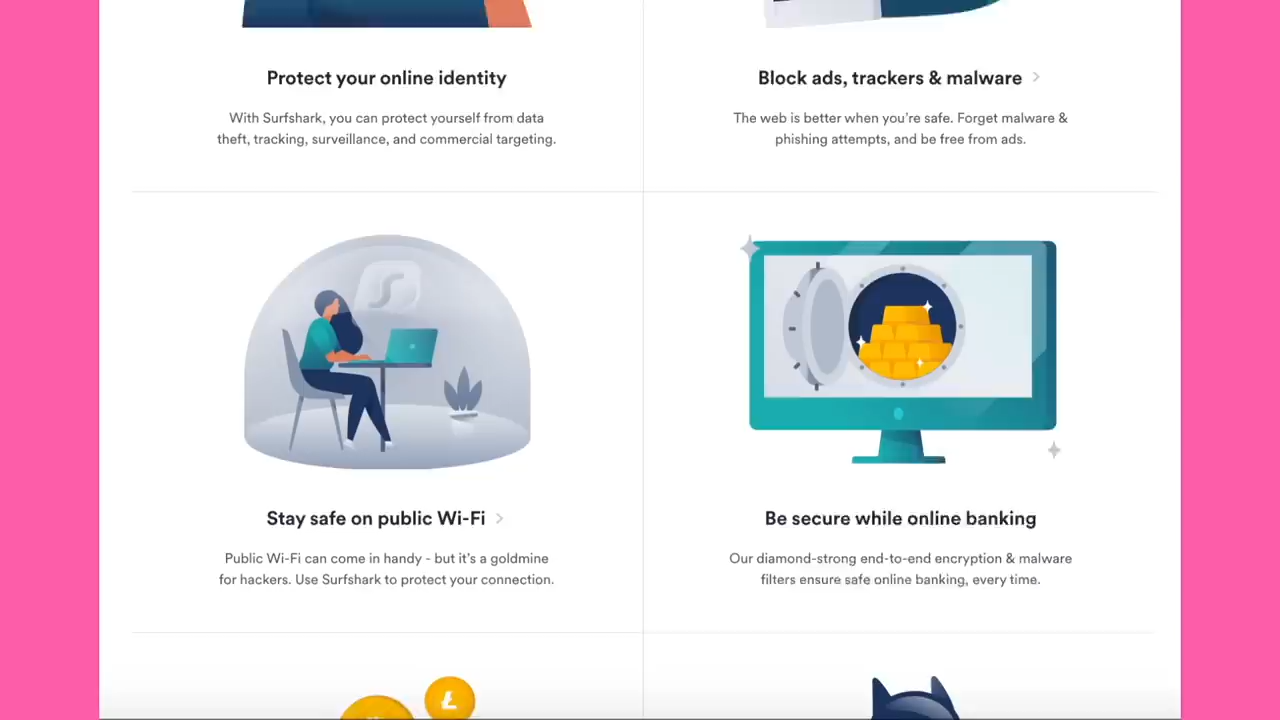 Protect your online identity
With Surfshark, you can protect yourself from data
theft, tracking, surveillance, and commercial targeting.
Block ads, trackers & malware
The web is better when you’re safe. Forget malware &
phishing attempts, and be free from ads.
Stay safe on public Wi-Fi
Public Wi-Fi can come in handy - but it’s a goldmine
for hackers. Use Surfshark to protect your connection.
Be secure while online banking
Our diamond-strong end-to-end encryption & malware
filters ensure safe online banking, every time.